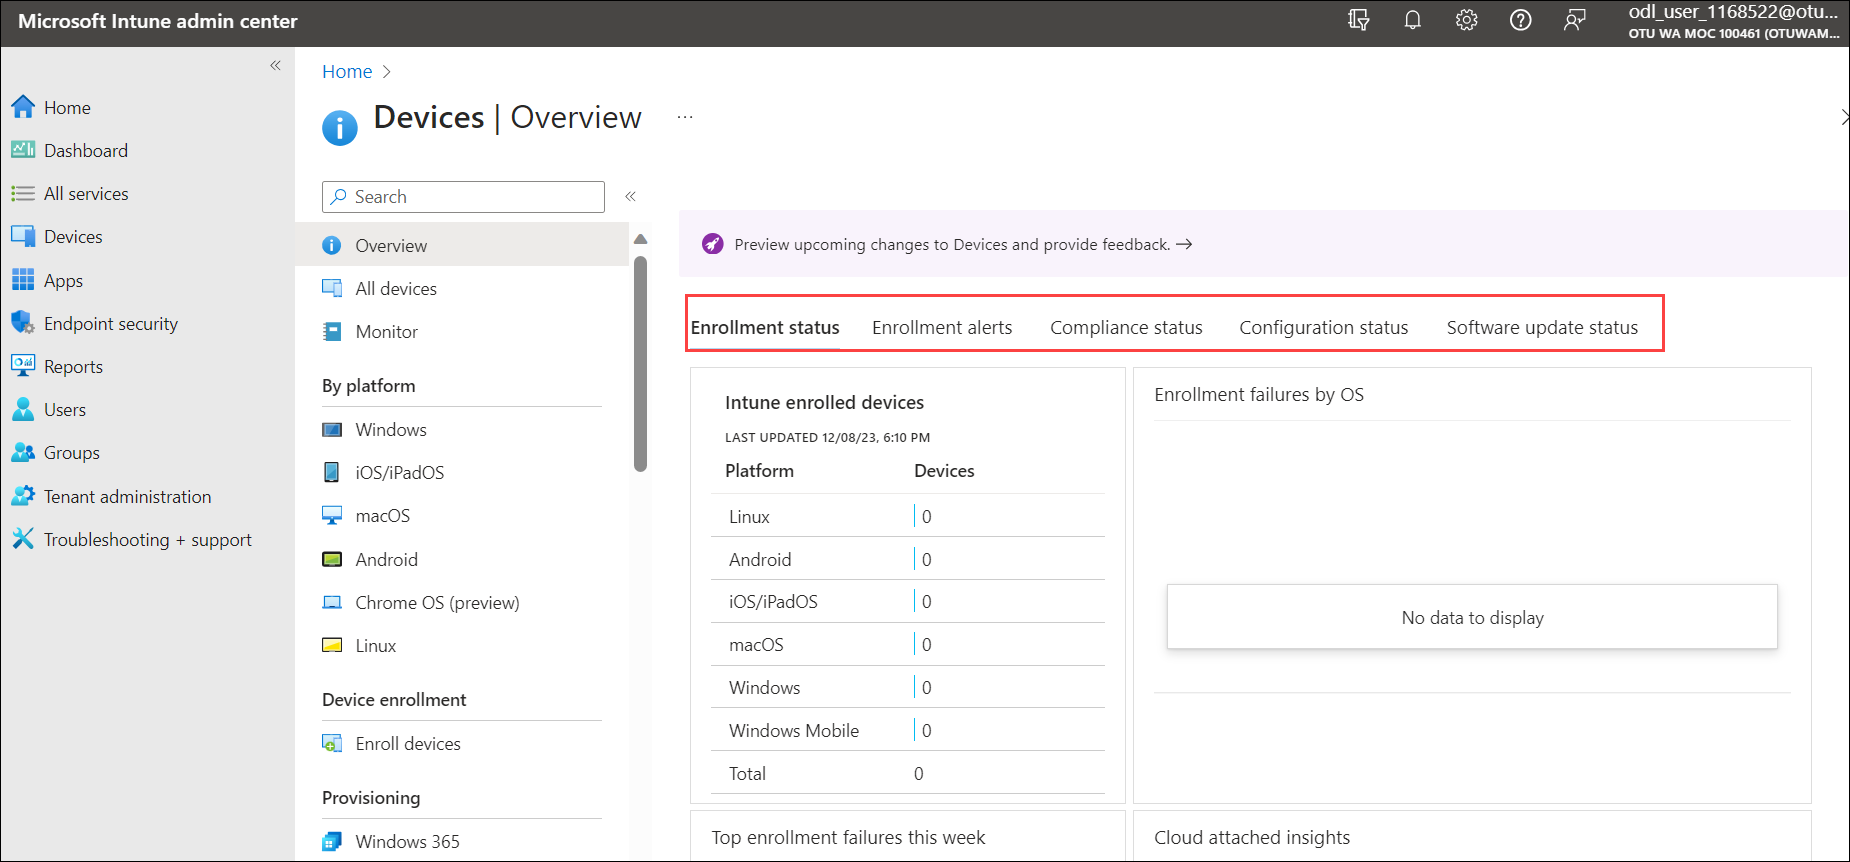 Microsoft Intune admin center
odl_user_1168522@otu...
OTU WA MOC 100461 (OTUWAM...
Home
Dashboard
All services
Devices
Apps
Endpoint security
Reports
Users
Groups
Tenant administration
Troubleshooting + support
Home
Devices | Overview
...
Search
Overview
All devices
Monitor
By platform
Windows
iOS/iPadOS
macOS
Android
Chrome OS (preview)
Linux
Device enrollment
Enroll devices
Provisioning
Windows 365
Preview upcoming changes to Devices and provide feedback. →
Enrollment status Enrollment alerts Compliance status Configuration status Software update status
Intune enrolled devices
LAST UPDATED 12/08/23, 6:10 PM
Platform Devices
Linux 0
Android 0
iOS/iPadOS 0
macOS 0
Windows 0
Windows Mobile 0
Total 0
Enrollment failures by OS
No data to display
Top enrollment failures this week
Cloud attached insights